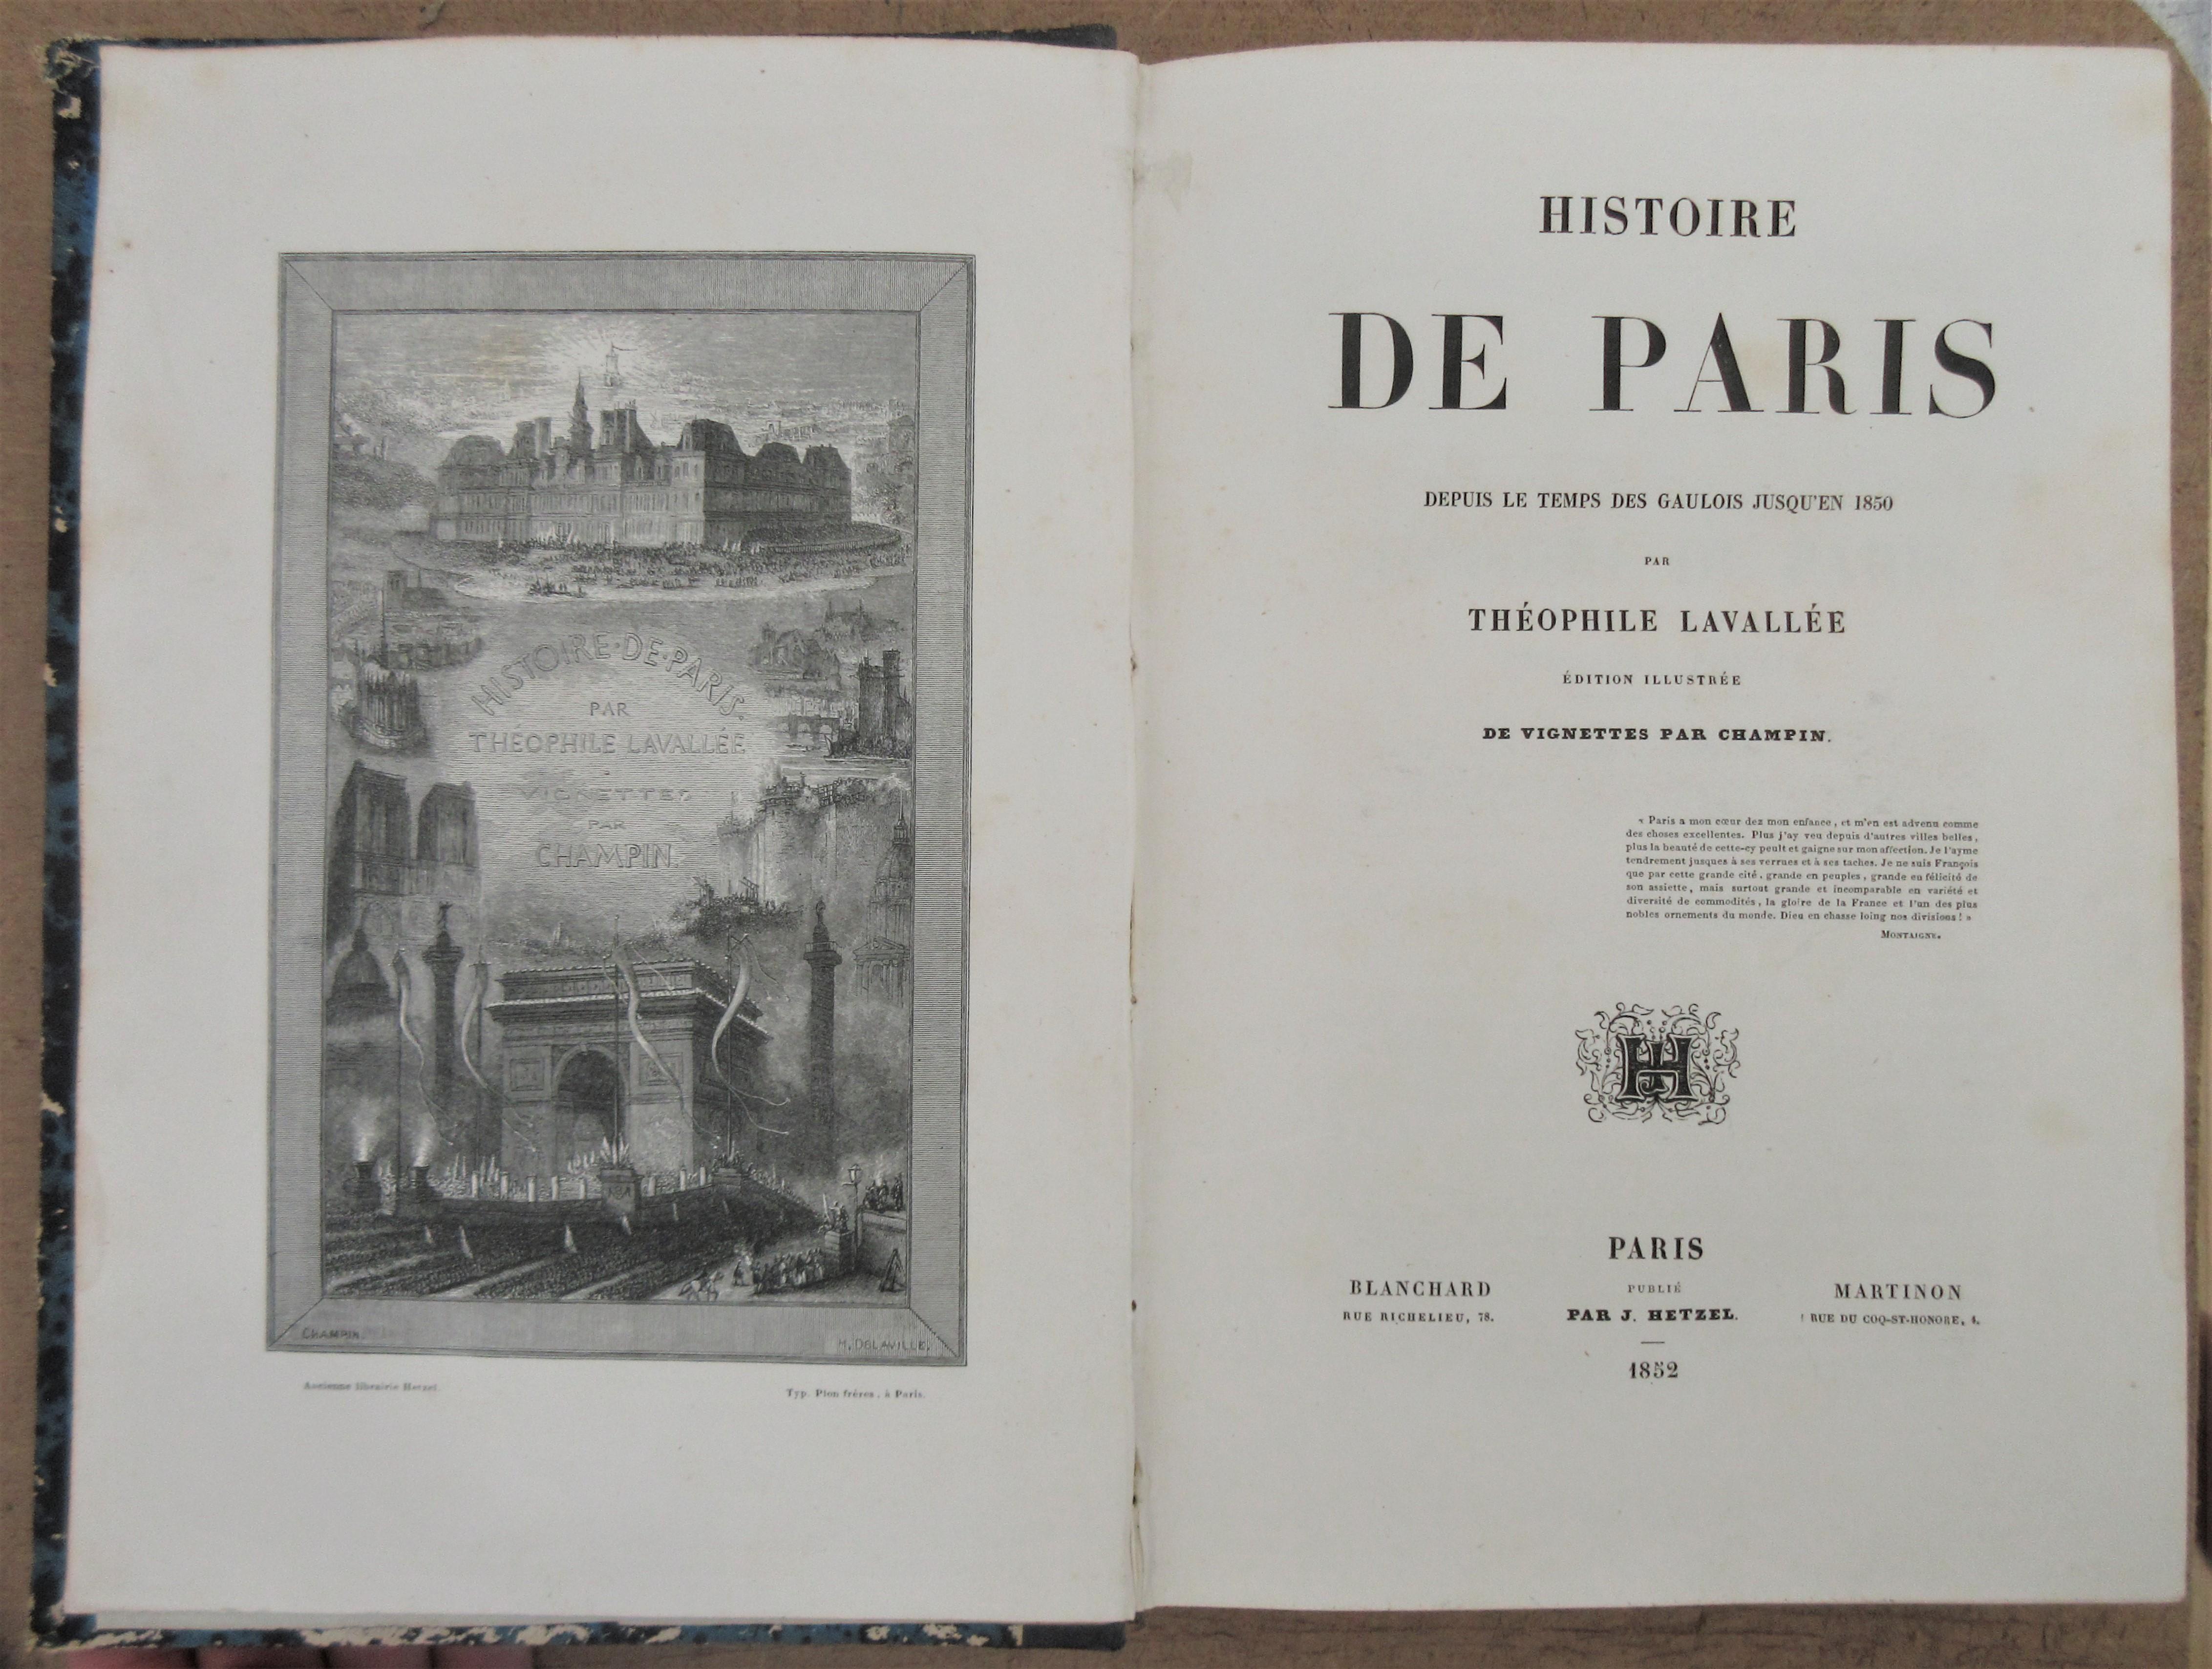 HISTOIRE·DE·PARIS.
PAR
THÉOPHILE LAVALLÉE
VIGNETTES
PAR
CHAMPIN.
CHAMPIN.
M. DELAVILLE.
Ancienne librairie Hetzel.
Typ. Plon frères, à Paris.
HISTOIRE
DE PARIS
DEPUIS LE TEMPS DES GAULOIS JUSQU'EN 1850
PAR
THÉOPHILE LAVALLÉE
ÉDITION ILLUSTRÉE
DE VIGNETTES PAR CHAMPIN.
« Paris a mon cœur dez mon enfance, et m'en est advenu comme
des choses excellentes. Plus j'ay veu depuis d'autres villes belles,
plus la beauté de cette-cy peult et gaigne sur mon affection. Je l'ayme
tendrement jusques à ses verrues et à ses taches. Je ne suis François
que par cette grande cité, grande en peuples, grande en félicité de
son assiette, mais surtout grande et incomparable en variété et
diversité de commodités, la gloire de la France et l'un des plus
nobles ornements du monde. Dieu en chasse loing nos divisions! »
MONTAIGNE.
JH
PARIS
BLANCHARD
RUE RICHELIEU, 78.
PUBLIÉ
PAR J. HETZEL.
MARTINON
RUE DU COQ-ST-HONORE, 4.
1852